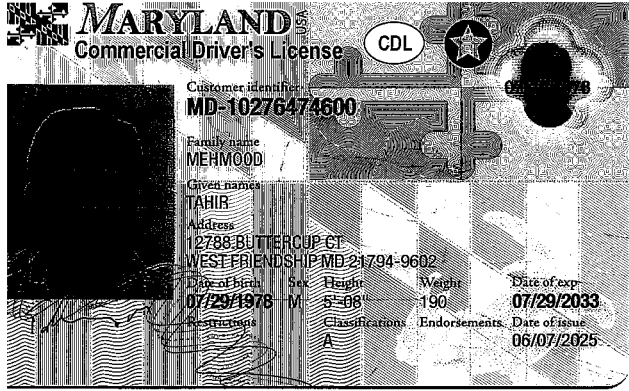 MARYLAND USA
Commercial Driver's License
CDL
Customer identifier
MD-10276474600
Family name
MEHMOOD
Given names
TAHIR
Address
12788 BUTTERCUP CT
WEST FRIENDSHIP MD 21794-9602
Date of birth Sex Height Weight Date of exp
07/29/1978 M 5'-08" 190 07/29/2033
Restrictions Classifications Endorsements Date of issue
A 06/07/2025